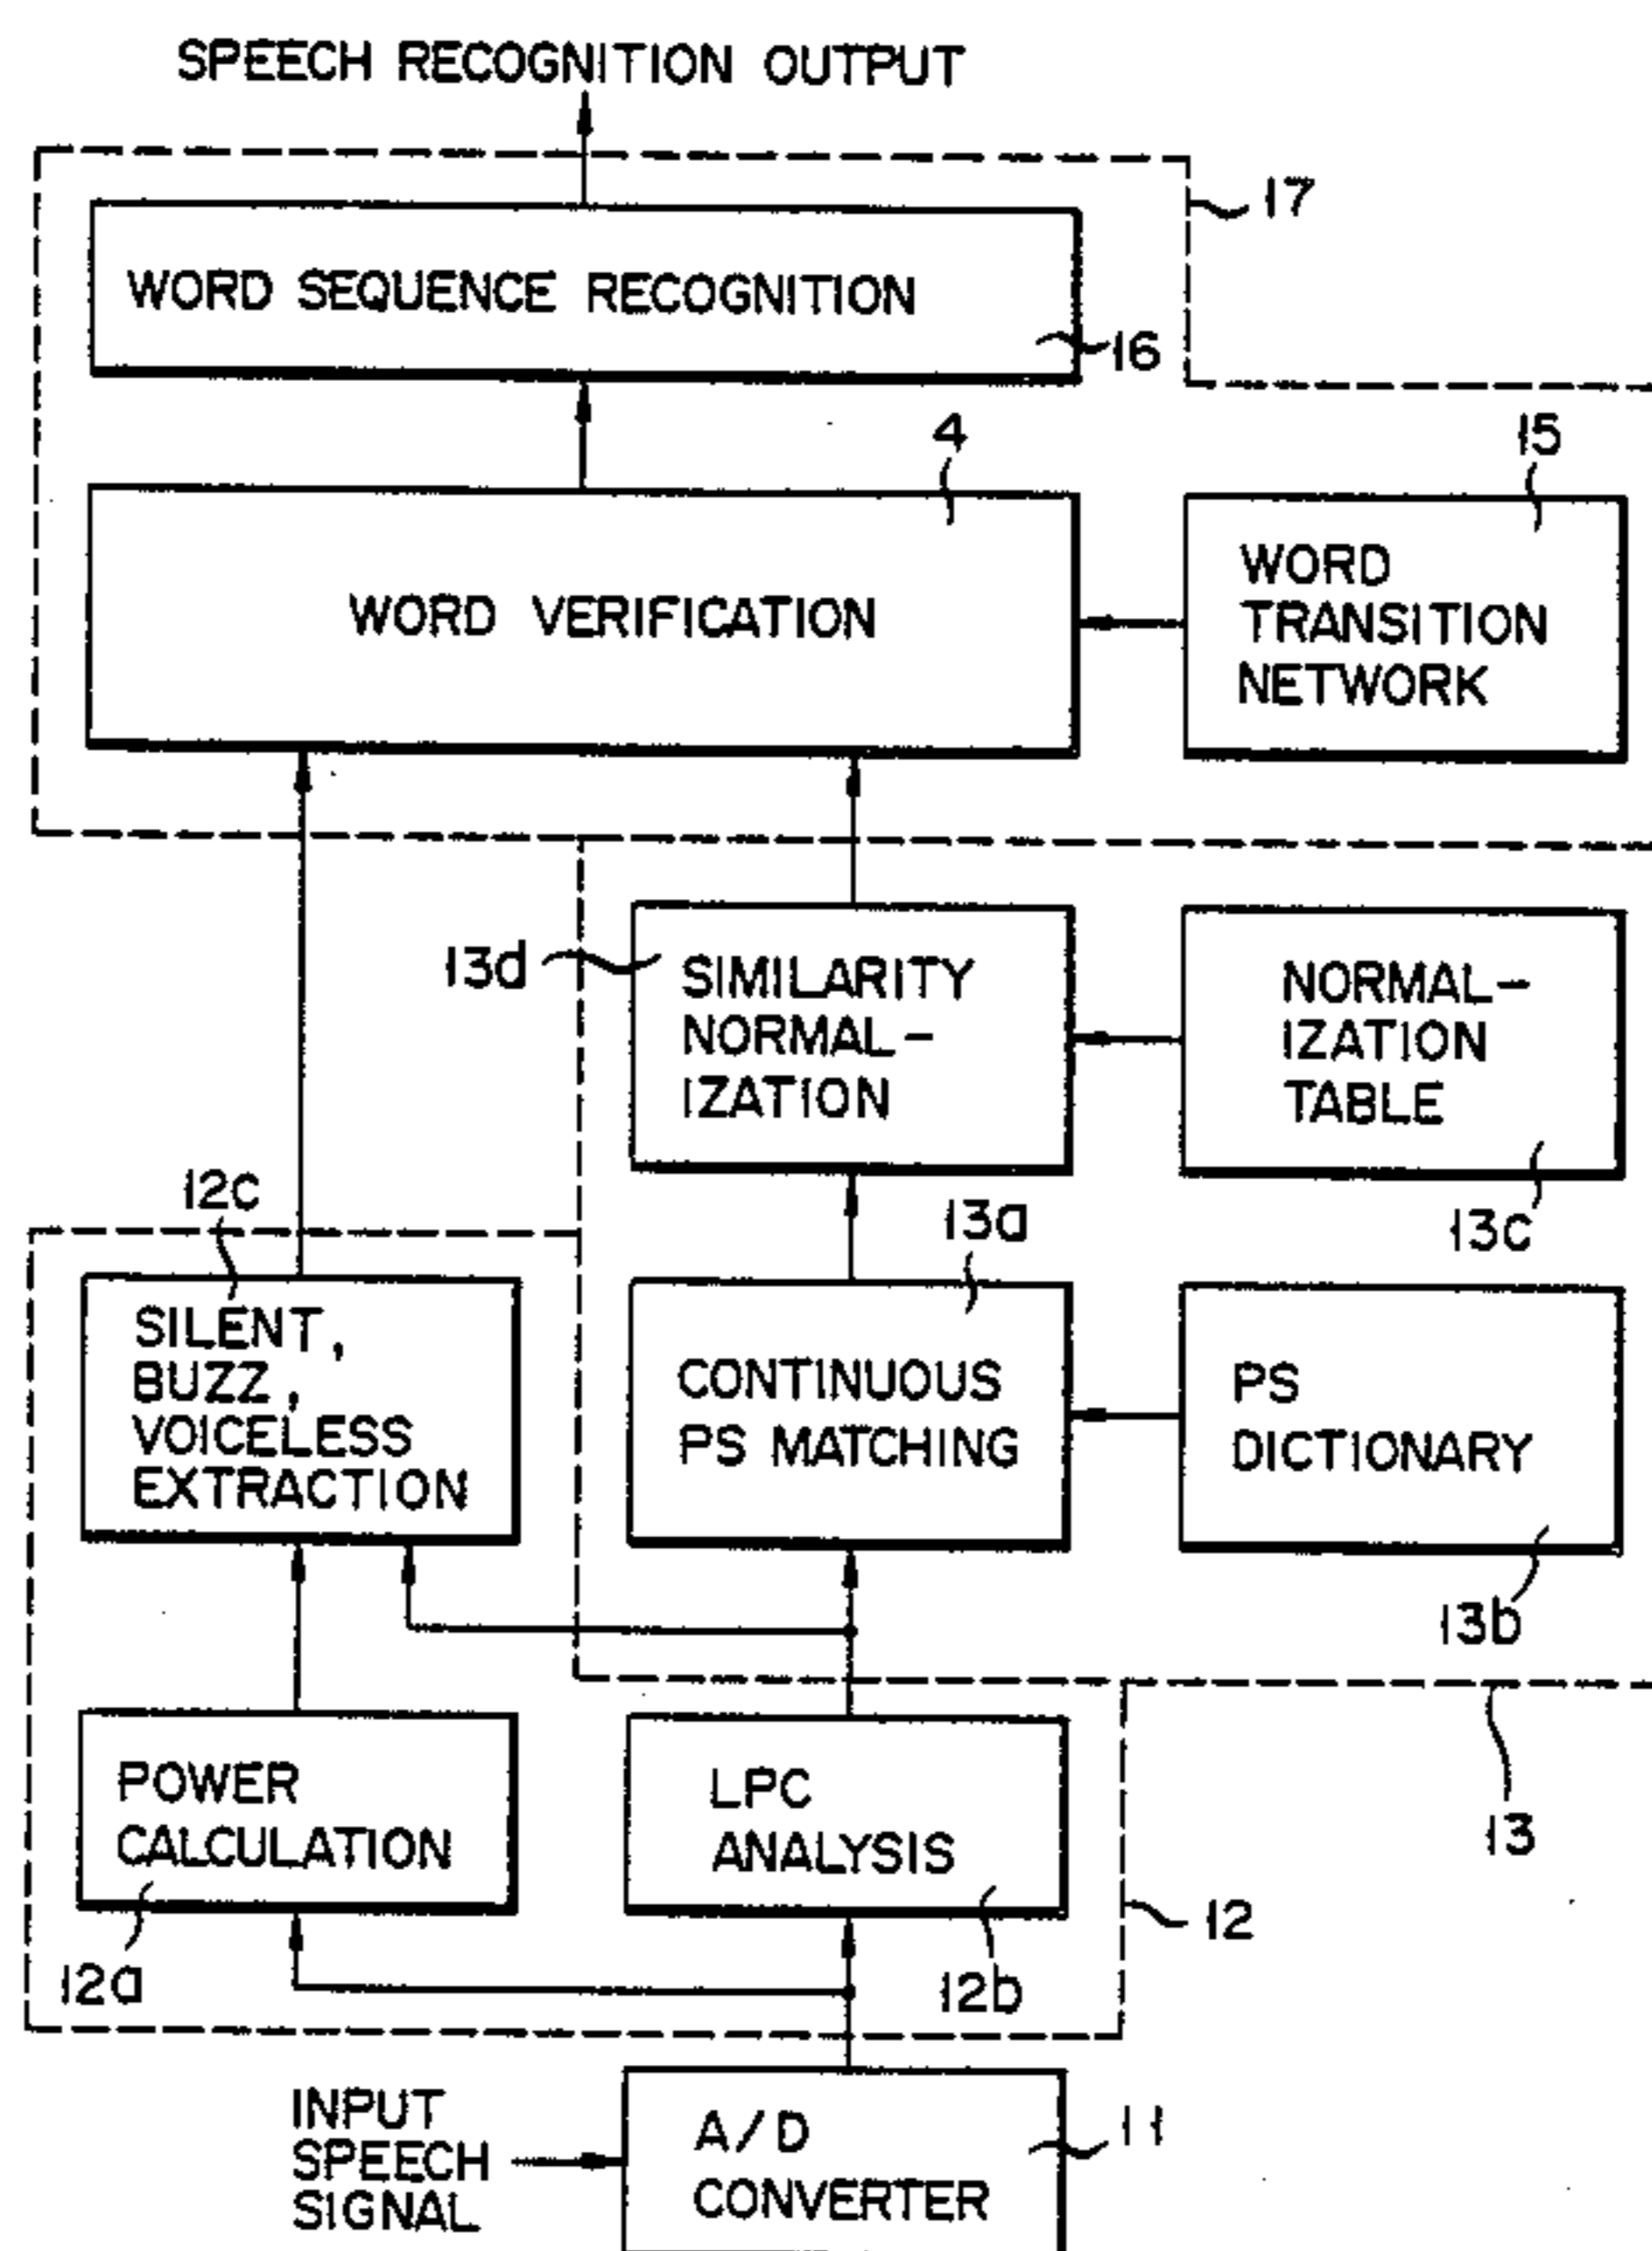 SPEECH RECOGNITION OUTPUT
17
WORD SEQUENCE RECOGNITION
16
4
15
WORD VERIFICATION
WORD
TRANSITION
NETWORK
13d
SIMILARITY
NORMAL-
IZATION
NORMAL-
IZATION
TABLE
13c
12c
13a
SILENT,
BUZZ,
VOICELESS
EXTRACTION
CONTINUOUS
PS MATCHING
PS
DICTIONARY
13b
13
POWER
CALCULATION
12a
LPC
ANALYSIS
12b
12
INPUT
SPEECH
SIGNAL
A/D
CONVERTER
11